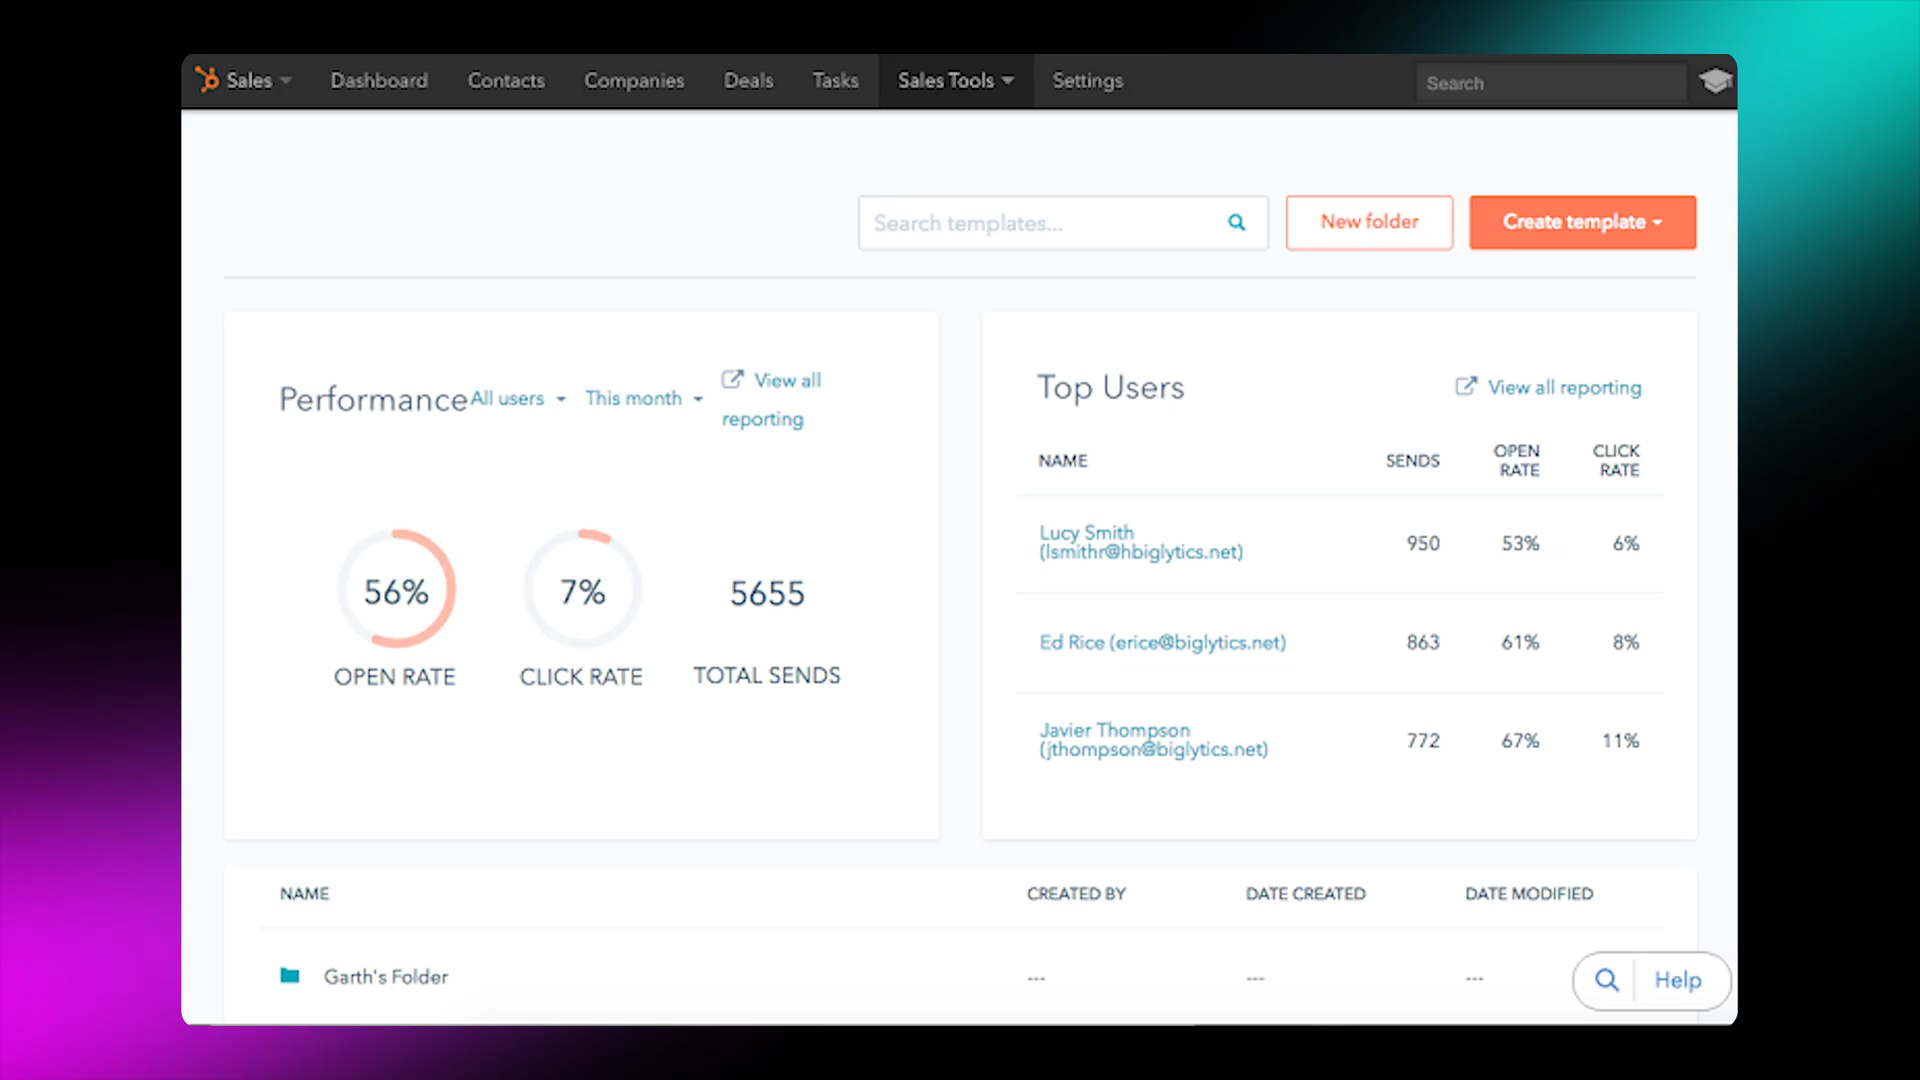 Sales Dashboard Contacts Companies Deals Tasks Sales Tools Settings Search
Search templates... New folder Create template
Performance All users This month View all
reporting
56% 7% 5655
OPEN RATE CLICK RATE TOTAL SENDS
Top Users View all reporting
NAME SENDS OPEN RATE CLICK RATE
Lucy Smith
(lsmithr@hbiglytics.net) 950 53% 6%
Ed Rice (erice@biglytics.net) 863 61% 8%
Javier Thompson
(jthompson@biglytics.net) 772 67% 11%
NAME CREATED BY DATE CREATED DATE MODIFIED
Garth's Folder --- --- ---
Help